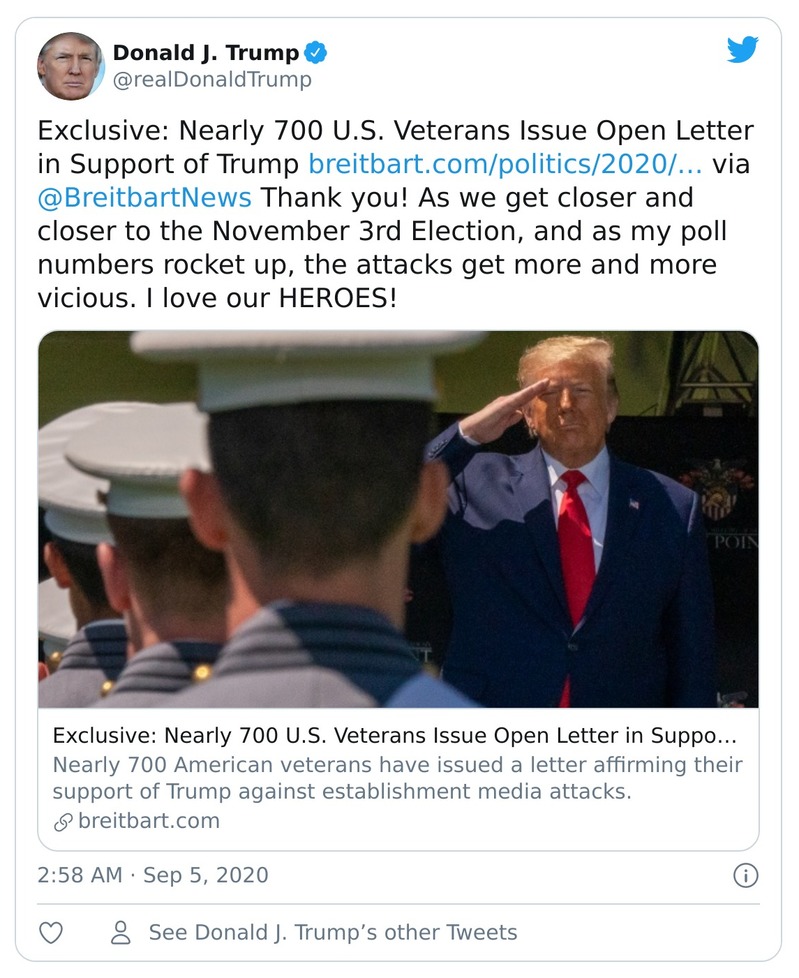 Donald J. Trump
@realDonaldTrump
Exclusive: Nearly 700 U.S. Veterans Issue Open Letter
in Support of Trump breitbart.com/politics/2020/… via
@BreitbartNews Thank you! As we get closer and
closer to the November 3rd Election, and as my poll
numbers rocket up, the attacks get more and more
vicious. I love our HEROES!
POIN
Exclusive: Nearly 700 U.S. Veterans Issue Open Letter in Suppo…
Nearly 700 American veterans have issued a letter affirming their
support of Trump against establishment media attacks.
breitbart.com
2:58 AM · Sep 5, 2020
See Donald J. Trump’s other Tweets